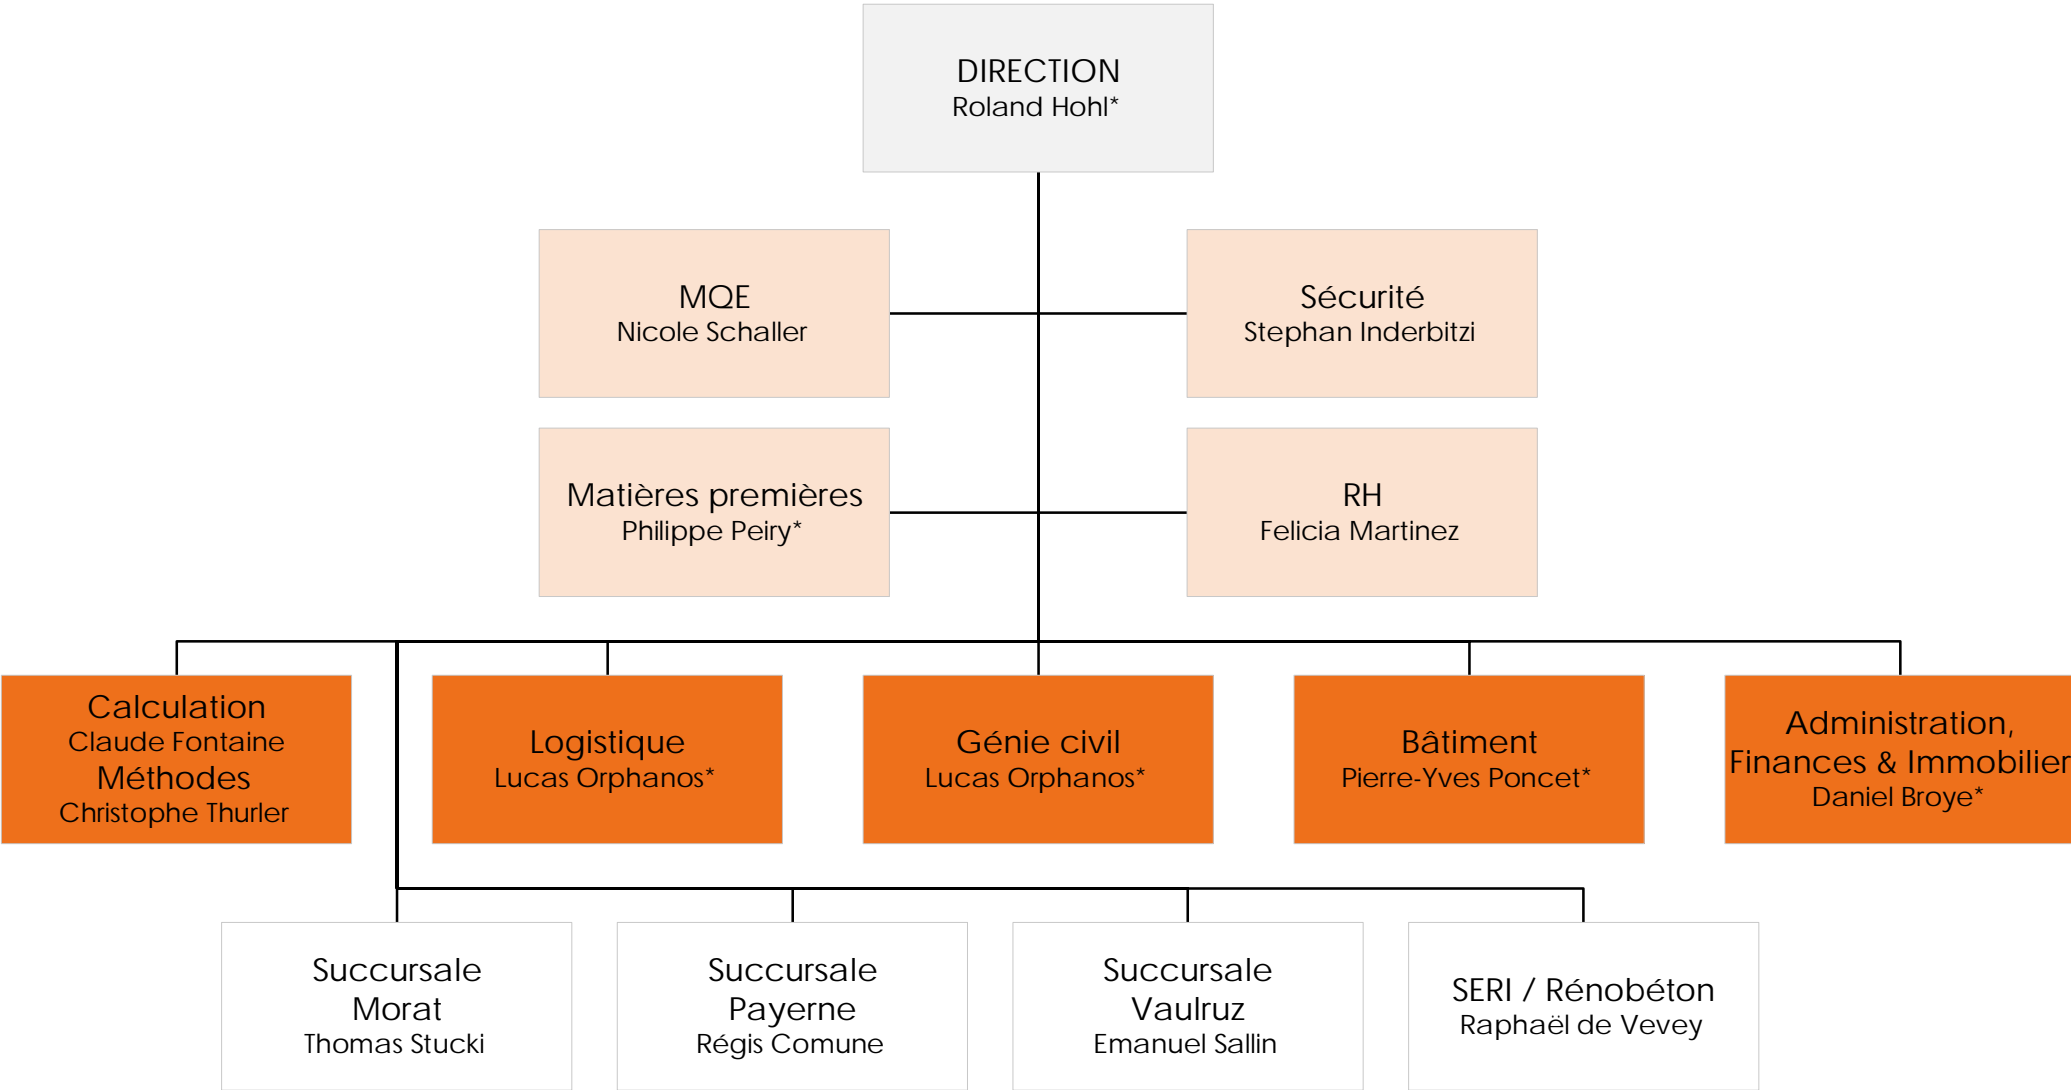 DIRECTION
Roland Hohl*
MQE
Nicole Schaller
Sécurité
Stephan Inderbitzi
Matières premières
Philippe Peiry*
RH
Felicia Martinez
Calculation
Claude Fontaine
Méthodes
Christophe Thurler
Logistique
Lucas Orphanos*
Génie civil
Lucas Orphanos*
Bâtiment
Pierre-Yves Poncet*
Administration,
Finances & Immobilier
Daniel Broye*
Succursale
Morat
Thomas Stucki
Succursale
Payerne
Régis Comune
Succursale
Vaulruz
Emanuel Sallin
SERI / Rénobéton
Raphaël de Vevey